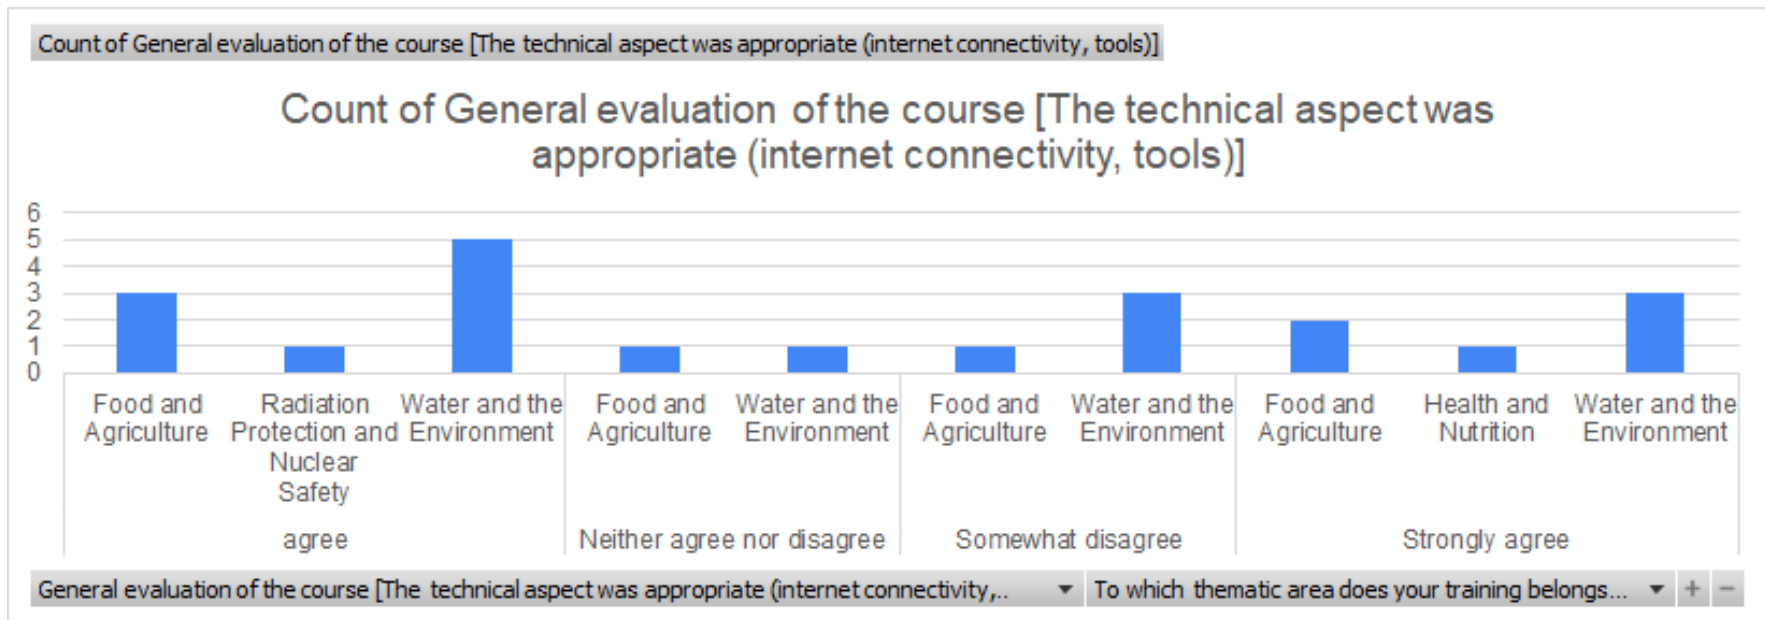 Count of General evaluation of the course [The technical aspect was appropriate (internet connectivity, tools)]
Count of General evaluation of the course [The technical aspect was
appropriate (internet connectivity, tools)]
6
5
4
3
2
1
0
Food and Agriculture
Radiation Protection and Nuclear Safety
Water and the Environment
Food and Agriculture
Water and the Environment
Food and Agriculture
Water and the Environment
Food and Agriculture
Health and Nutrition
Water and the Environment
agree
Neither agree nor disagree
Somewhat disagree
Strongly agree
General evaluation of the course [The technical aspect was appropriate (internet connectivity,..
To which thematic area does your training belongs...
+ −